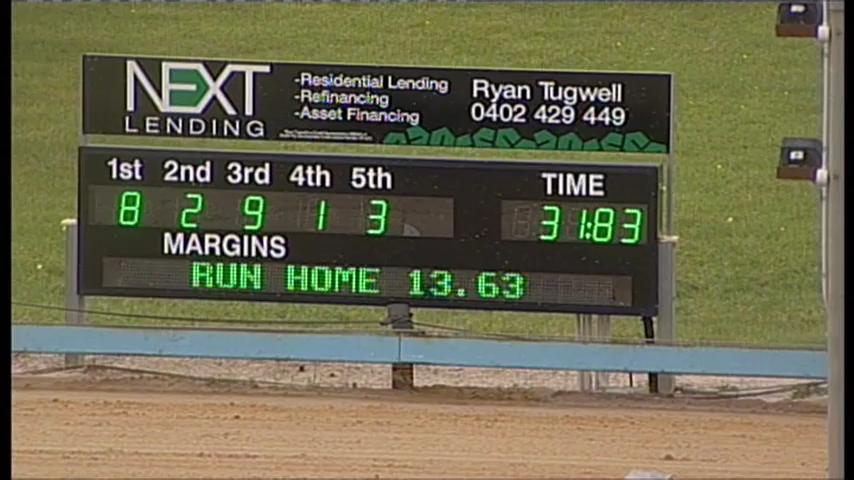 NEXT
LENDING
-Residential Lending
-Refinancing
-Asset Financing
Ryan Tugwell
0402 429 449
1st 2nd 3rd 4th 5th TIME
8 2 9 1 3 31:83
MARGINS
RUN HOME 13.63